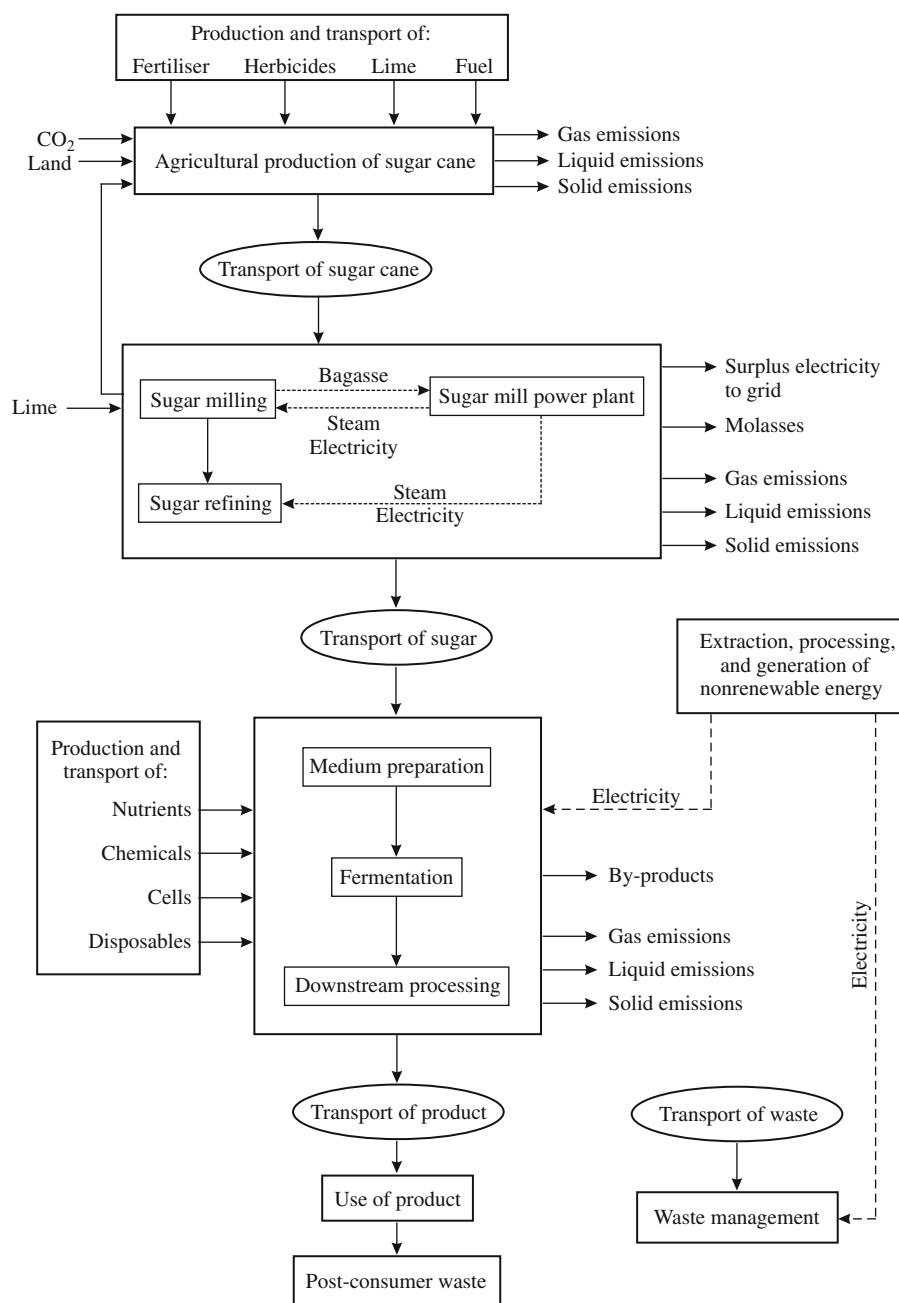 Production and transport of:
Fertiliser Herbicides Lime Fuel
CO₂
Land
Agricultural production of sugar cane
Gas emissions
Liquid emissions
Solid emissions
Transport of sugar cane
Lime
Sugar milling
Bagasse
Steam
Electricity
Sugar mill power plant
Sugar refining
Steam
Electricity
Surplus electricity
to grid
Molasses
Gas emissions
Liquid emissions
Solid emissions
Transport of sugar
Extraction, processing,
and generation of
nonrenewable energy
Production and
transport of:
Nutrients
Chemicals
Cells
Disposables
Medium preparation
Fermentation
Downstream processing
Electricity
By-products
Gas emissions
Liquid emissions
Solid emissions
Electricity
Transport of product
Use of product
Post-consumer waste
Transport of waste
Waste management